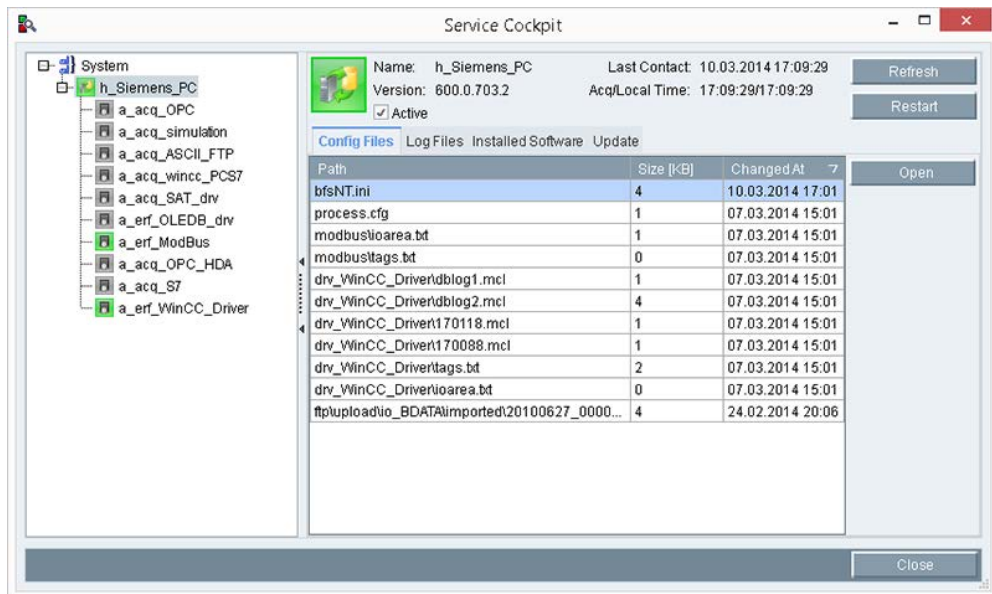 Service Cockpit
System
h_Siemens_PC
a_acq_OPC
a_acq_simulation
a_acq_ASCII_FTP
a_acq_wincc_PCS7
a_acq_SAT_drv
a_erf_OLEDB_drv
a_erf_ModBus
a_acq_OPC_HDA
a_acq_S7
a_erf_WinCC_Driver
Name: h_Siemens_PC Last Contact: 10.03.2014 17:09:29
Version: 600.0.703.2 Acq/Local Time: 17:09:29/17:09:29
Active
Refresh
Restart
Config Files Log Files Installed Software Update
Path Size [KB] Changed At
bfsNT.ini 4 10.03.2014 17:01
process.cfg 1 07.03.2014 15:01
modbus\ioarea.txt 1 07.03.2014 15:01
modbus\tags.txt 0 07.03.2014 15:01
drv_WinCC_Driver\dblog1.mcl 1 07.03.2014 15:01
drv_WinCC_Driver\dblog2.mcl 4 07.03.2014 15:01
drv_WinCC_Driver\170118.mcl 1 07.03.2014 15:01
drv_WinCC_Driver\170088.mcl 1 07.03.2014 15:01
drv_WinCC_Driver\tags.txt 2 07.03.2014 15:01
drv_WinCC_Driver\ioarea.txt 0 07.03.2014 15:01
ftp\upload\io_BDATA\imported\20100627_0000... 4 24.02.2014 20:06
Open
Close